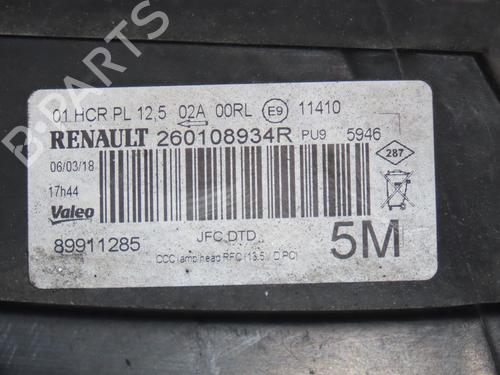 01 HCR PL 12,5 02A 00RL E9 11410
RENAULT 260108934R PU9 5946
06/03/18
287
17h44
Valeo
JFC.DTD
89911285
5M
B-PARTS